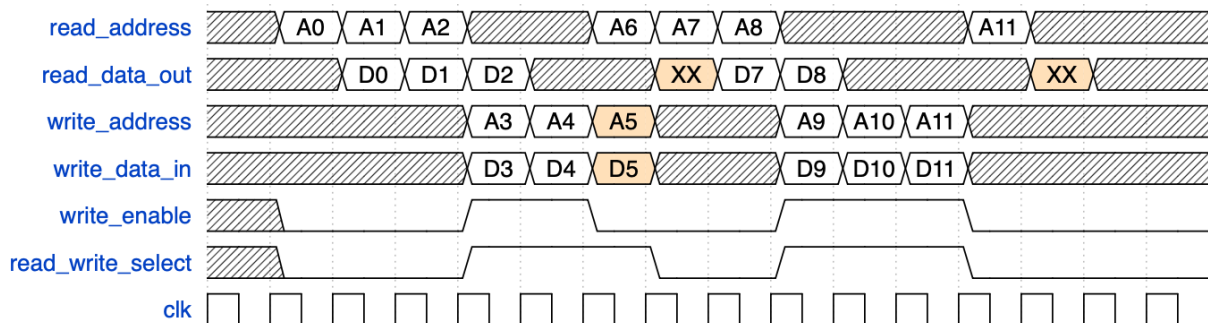 read_address A0 A1 A2 A6 A7 A8 A11
read_data_out D0 D1 D2 XX D7 D8 XX
write_address A3 A4 A5 A9 A10 A11
write_data_in D3 D4 D5 D9 D10 D11
write_enable
read_write_select
clk